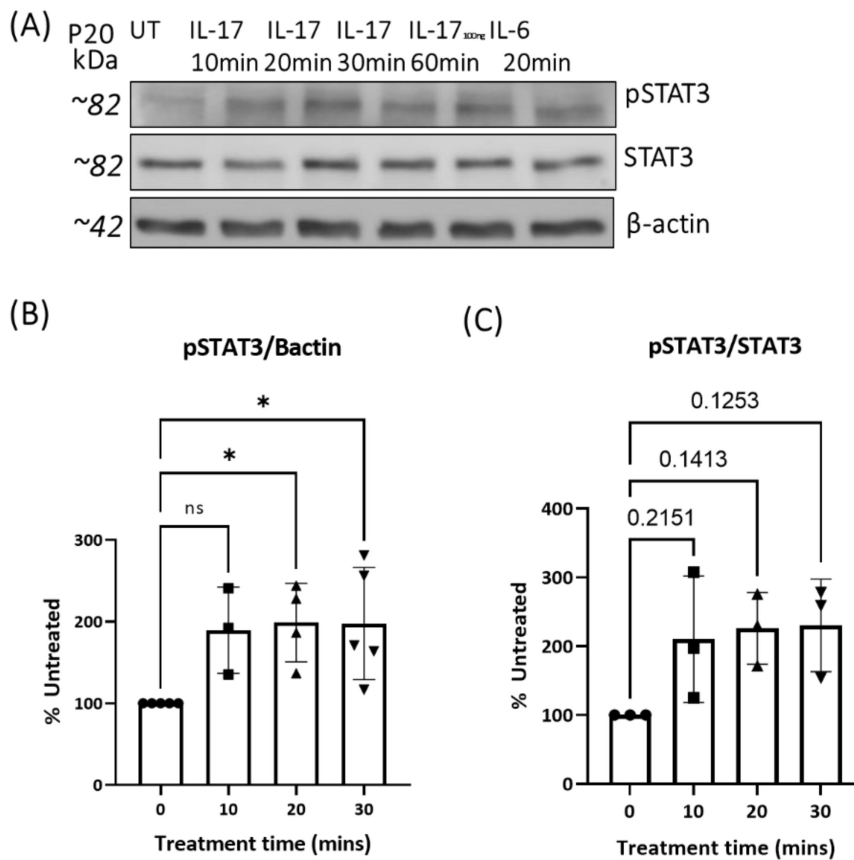 (A)
P20 UT IL-17 IL-17 IL-17 IL-17 100ng IL-6
kDa 10min 20min 30min 60min 20min
~82 pSTAT3
~82 STAT3
~42 β-actin
(B)
pSTAT3/Bactin
*
*
ns
300
200
100
0
% Untreated
0 10 20 30
Treatment time (mins)
(C)
pSTAT3/STAT3
0.1253
0.1413
0.2151
400
300
200
100
0
% Untreated
0 10 20 30
Treatment time (mins)